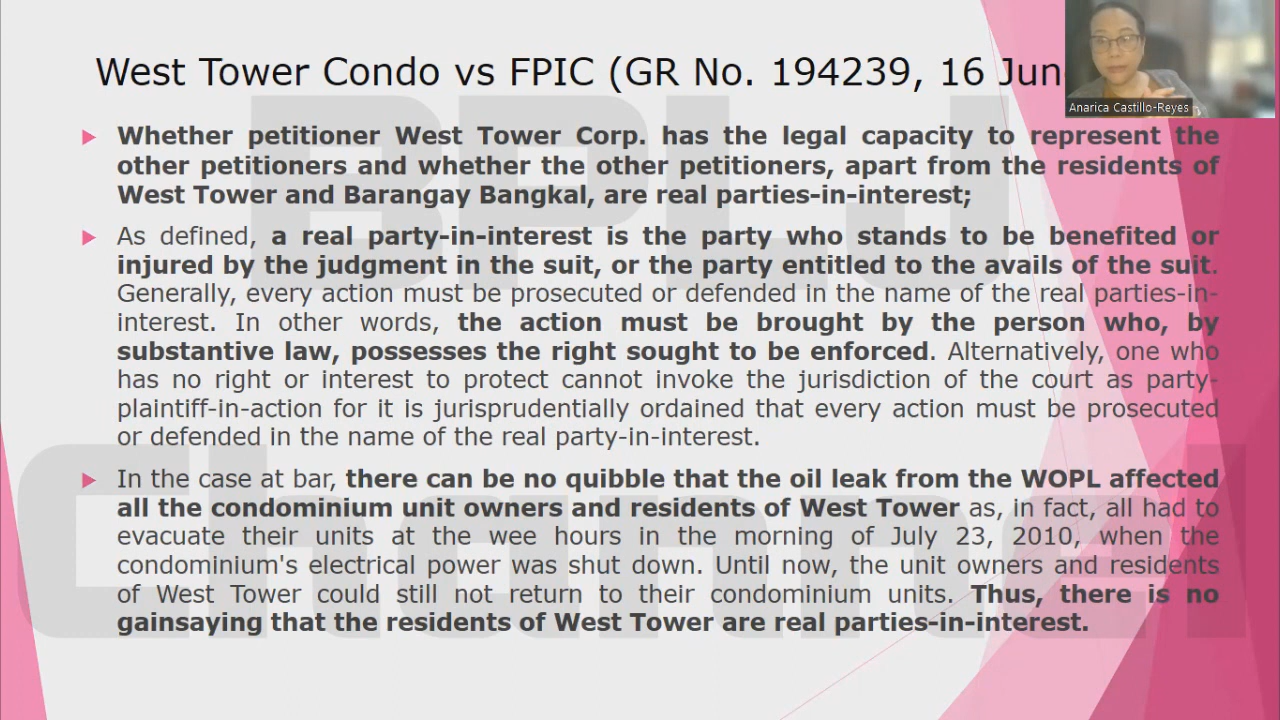 West Tower Condo vs FPIC (GR No. 194239, 16 Jun
Anarica Castillo-Reyes
Whether petitioner West Tower Corp. has the legal capacity to represent the
other petitioners and whether the other petitioners, apart from the residents of
West Tower and Barangay Bangkal, are real parties-in-interest;
As defined, a real party-in-interest is the party who stands to be benefited or
injured by the judgment in the suit, or the party entitled to the avails of the suit.
Generally, every action must be prosecuted or defended in the name of the real parties-in-
interest. In other words, the action must be brought by the person who, by
substantive law, possesses the right sought to be enforced. Alternatively, one who
has no right or interest to protect cannot invoke the jurisdiction of the court as party-
plaintiff-in-action for it is jurisprudentially ordained that every action must be prosecuted
or defended in the name of the real party-in-interest.
In the case at bar, there can be no quibble that the oil leak from the WOPL affected
all the condominium unit owners and residents of West Tower as, in fact, all had to
evacuate their units at the wee hours in the morning of July 23, 2010, when the
condominium's electrical power was shut down. Until now, the unit owners and residents
of West Tower could still not return to their condominium units. Thus, there is no
gainsaying that the residents of West Tower are real parties-in-interest.
BPLJ
Channel